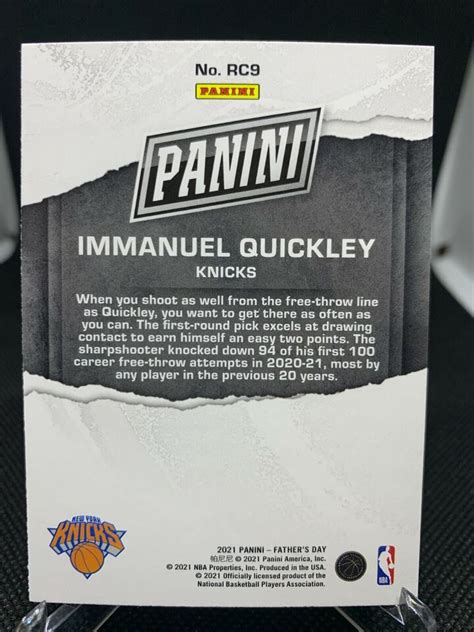 No. RC9
PANINI
PANINI
IMMANUEL QUICKLEY
KNICKS
When you shoot as well from the free-throw line
as Quickley, you want to get there as often as
you can. The first-round pick excels at drawing
contact to earn himself an easy two points. The
sharpshooter knocked down 94 of his first 100
career free-throw attempts in 2020-21, most by
any player in the previous 20 years.
NEW YORK
KNICKS
2021 PANINI – FATHER'S DAY
帕尼尼 © 2021 Panini America, Inc.
© 2021 NBA Properties, Inc. Produced in the USA.
© 2021 Officially licensed product of the
National Basketball Players Association.
NBA